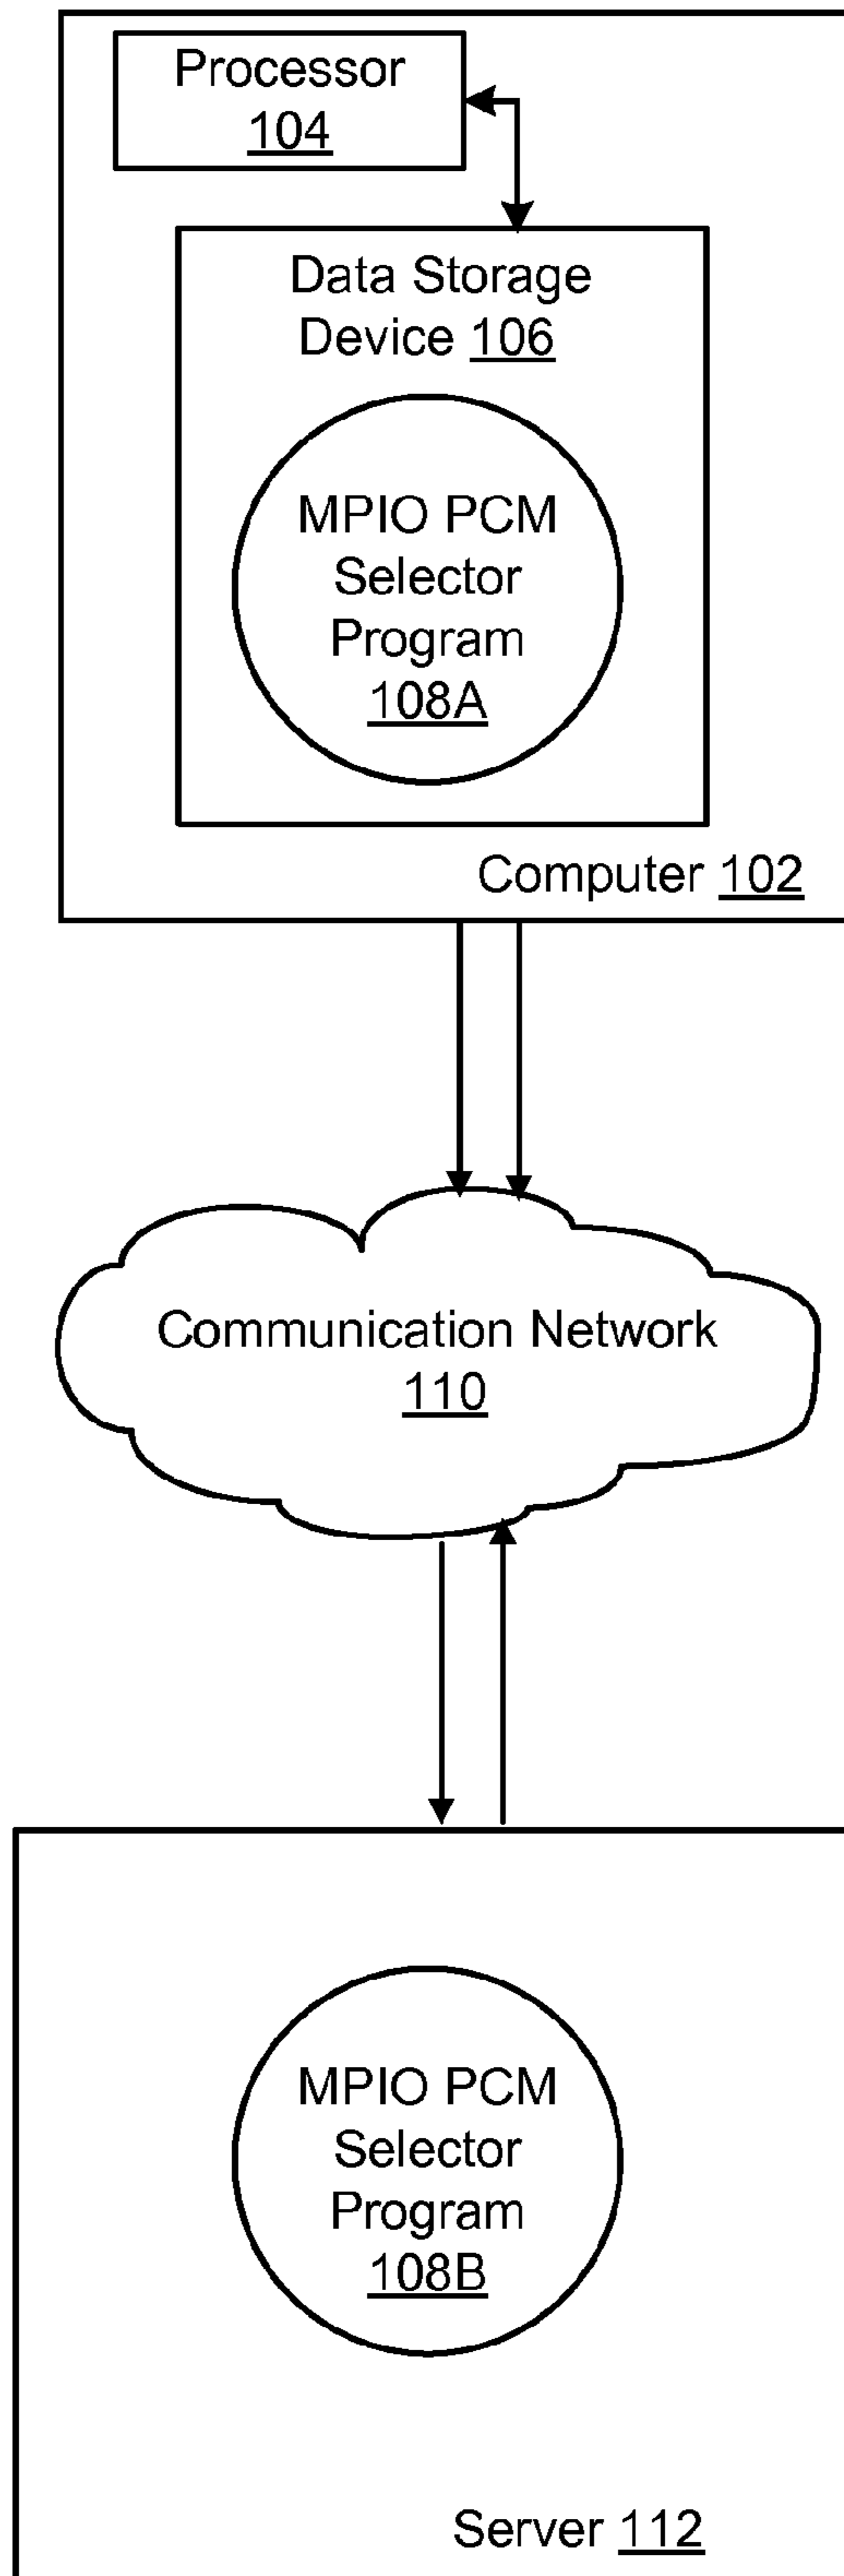 Processor
104
Data Storage
Device 106
MPIO PCM
Selector
Program
108A
Computer 102
Communication Network
110
MPIO PCM
Selector
Program
108B
Server 112